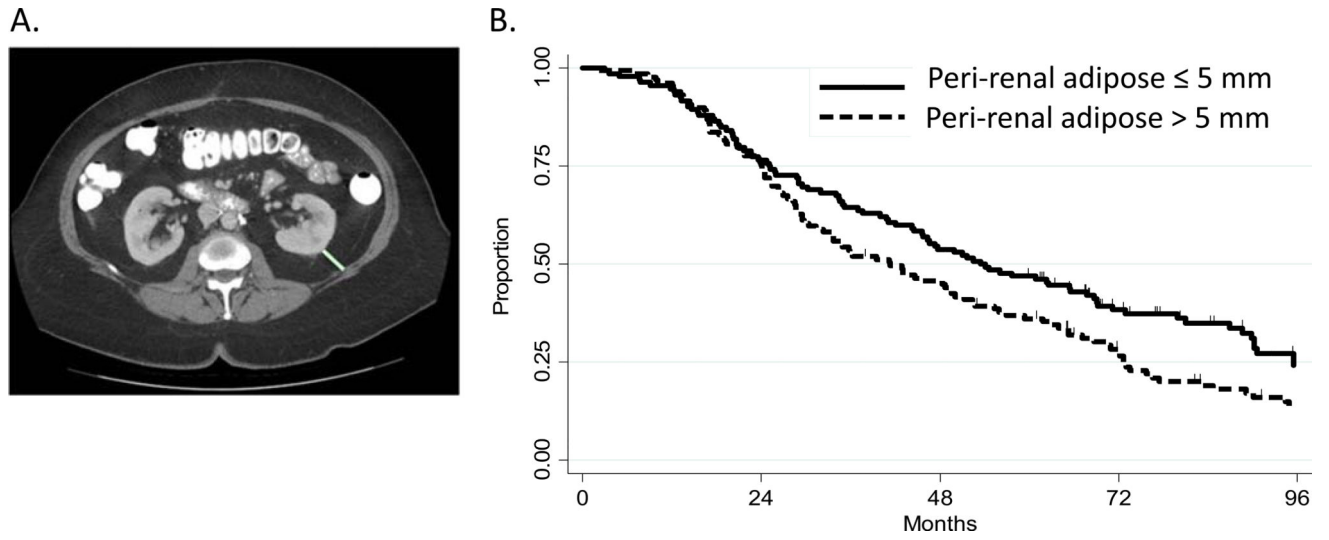 A.
B.
Peri-renal adipose ≤ 5 mm
Peri-renal adipose > 5 mm
1.00
0.75
0.50
0.25
0.00
Proportion
0 24 48 72 96
Months